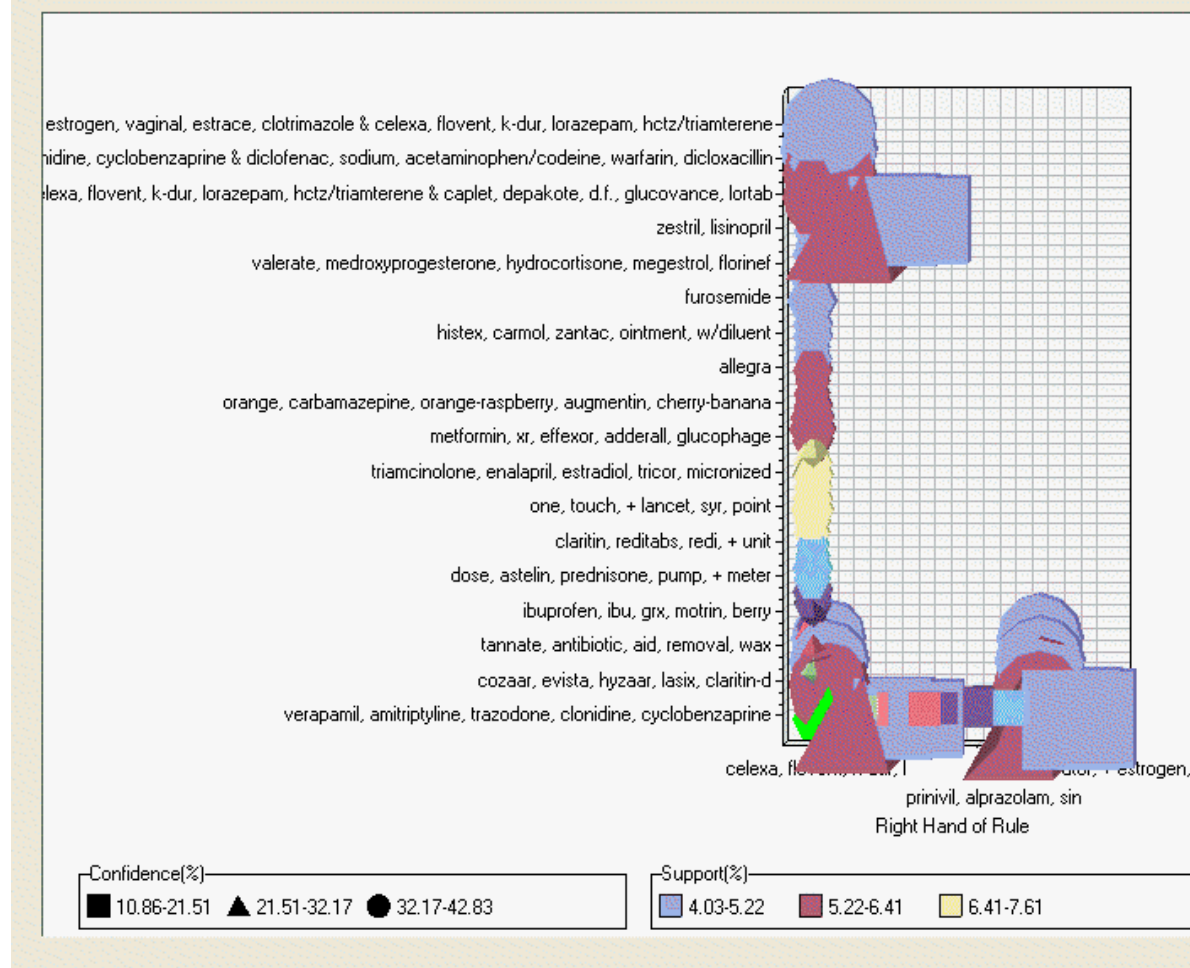 estrogen, vaginal, estrace, clotrimazole & celexa, flovent, k-dur, lorazepam, hctz/triamterene
cyclobenzaprine & diclofenac, sodium, acetaminophen/codeine, warfarin, dicloxacillin
flovent, k-dur, lorazepam, hctz/triamterene & caplet, depakote, d.f., glucovance, lortab
zestril, lisinopril
valerate, medroxyprogesterone, hydrocortisone, megestrol, florinef
furosemide
histex, carmol, zantac, ointment, w/diluent
allegra
orange, carbamazepine, orange-raspberry, augmentin, cherry-banana
metformin, xr, effexor, adderall, glucophage
triamcinolone, enalapril, estradiol, tricor, micronized
one, touch, + lancet, syr, point
claritin, reditabs, redi, + unit
dose, astelin, prednisone, pump, + meter
ibuprofen, ibu, grx, motrin, berry
tannate, antibiotic, aid, removal, wax
cozaar, evista, hyzaar, lasix, claritin-d
verapamil, amitriptyline, trazodone, clonidine, cyclobenzaprine
celexa, estrogen,
prinivil, alprazolam, sin
Right Hand of Rule
Confidence(%) Support(%)
10.86-21.51 21.51-32.17 32.17-42.83 4.03-5.22 5.22-6.41 6.41-7.61